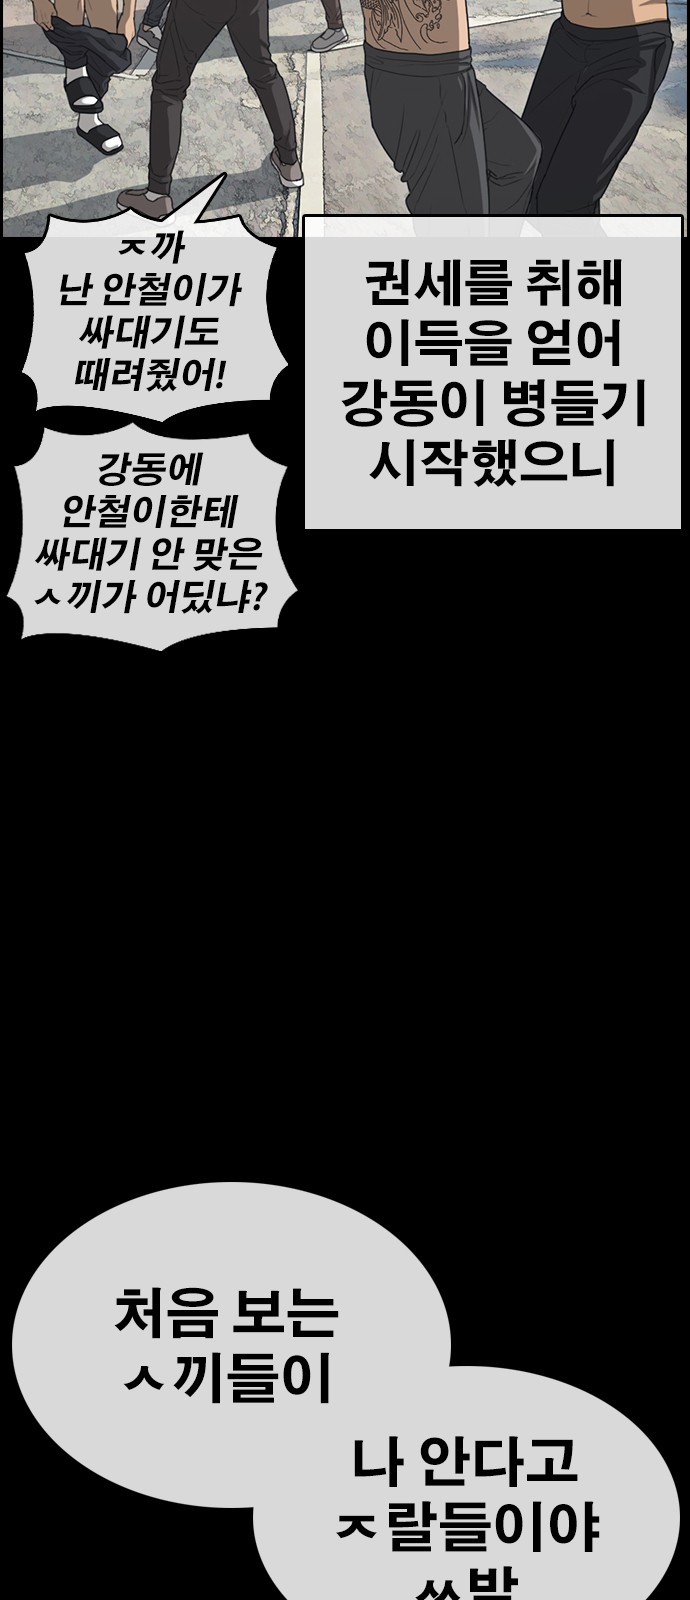 ㅈ까
난 안철이가
싸대기도
때려줬어!
권세를 취해
이득을 얻어
강동이 병들기
시작했으니
강동에
안철이한테
싸대기 안 맞은
ㅅ끼가 어딨냐?
처음 보는
ㅅ끼들이
나 안다고
ㅈ랄들이야
쓰발